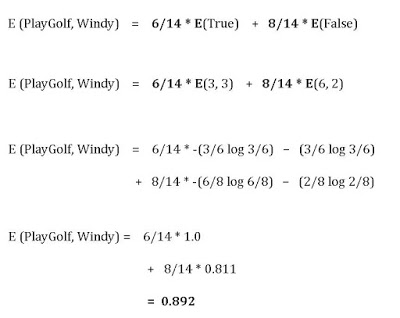 E (PlayGolf, Windy) = 6/14 * E(True) + 8/14 * E(False)
E (PlayGolf, Windy) = 6/14 * E(3, 3) + 8/14 * E(6, 2)
E (PlayGolf, Windy) = 6/14 * -(3/6 log 3/6) − (3/6 log 3/6)
+ 8/14 * -(6/8 log 6/8) − (2/8 log 2/8)
E (PlayGolf, Windy) = 6/14 * 1.0
+ 8/14 * 0.811
= 0.892